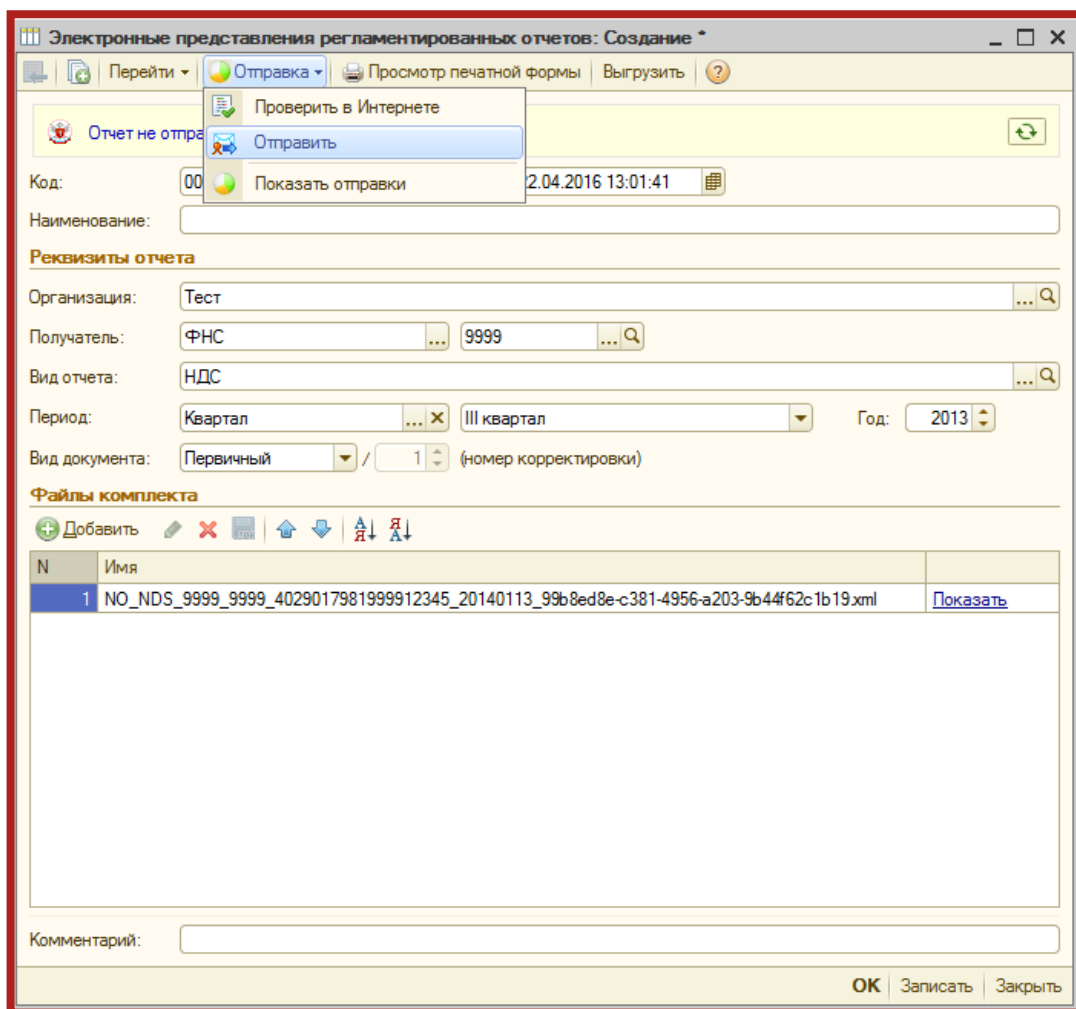 Электронные представления регламентированных отчетов: Создание *
Перейти Отправка Просмотр печатной формы Выгрузить ?
Проверить в Интернете
Отчет не отпра
Отправить
Показать отправки
Код: 00 2.04.2016 13:01:41
Наименование:
Реквизиты отчета
Организация: Тест ...
Получатель: ФНС ... 9999 ...
Вид отчета: НДС ...
Период: Квартал ... III квартал Год: 2013
Вид документа: Первичный / 1 (номер корректировки)
Файлы комплекта
Добавить
N Имя
1 NO_NDS_9999_9999_4029017981999912345_20140113_99b8ed8e-c381-4956-a203-9b44f62c1b19.xml Показать
Комментарий:
OK Записать Закрыть